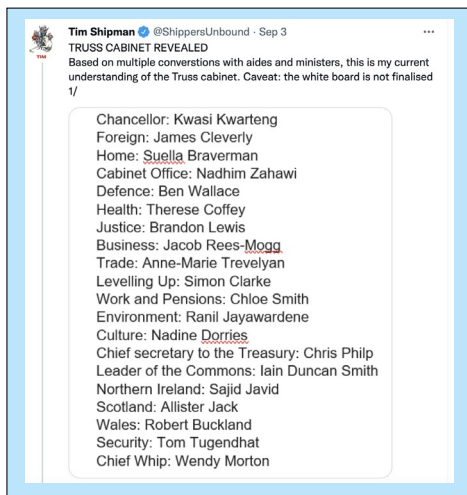 Tim Shipman @ShippersUnbound · Sep 3
TRUSS CABINET REVEALED
Based on multiple converstions with aides and ministers, this is my current
understanding of the Truss cabinet. Caveat: the white board is not finalised
1/
TIM
Chancellor: Kwasi Kwarteng
Foreign: James Cleverly
Home: Suella Braverman
Cabinet Office: Nadhim Zahawi
Defence: Ben Wallace
Health: Therese Coffey
Justice: Brandon Lewis
Business: Jacob Rees-Mogg
Trade: Anne-Marie Trevelyan
Levelling Up: Simon Clarke
Work and Pensions: Chloe Smith
Environment: Ranil Jayawardene
Culture: Nadine Dorries
Chief secretary to the Treasury: Chris Philp
Leader of the Commons: Iain Duncan Smith
Northern Ireland: Sajid Javid
Scotland: Allister Jack
Wales: Robert Buckland
Security: Tom Tugendhat
Chief Whip: Wendy Morton